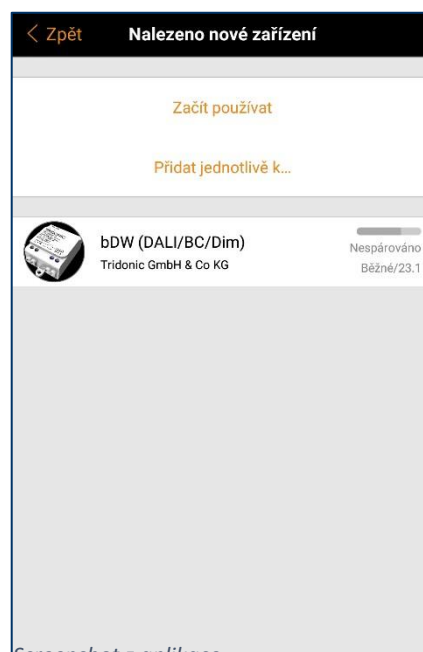 < Zpět Nalezeno nové zařízení
Začít používat
Přidat jednotlivě k...
bDW (DALI/BC/Dim)
Nespárováno
Tridonic GmbH & Co KG
Běžné/23.1